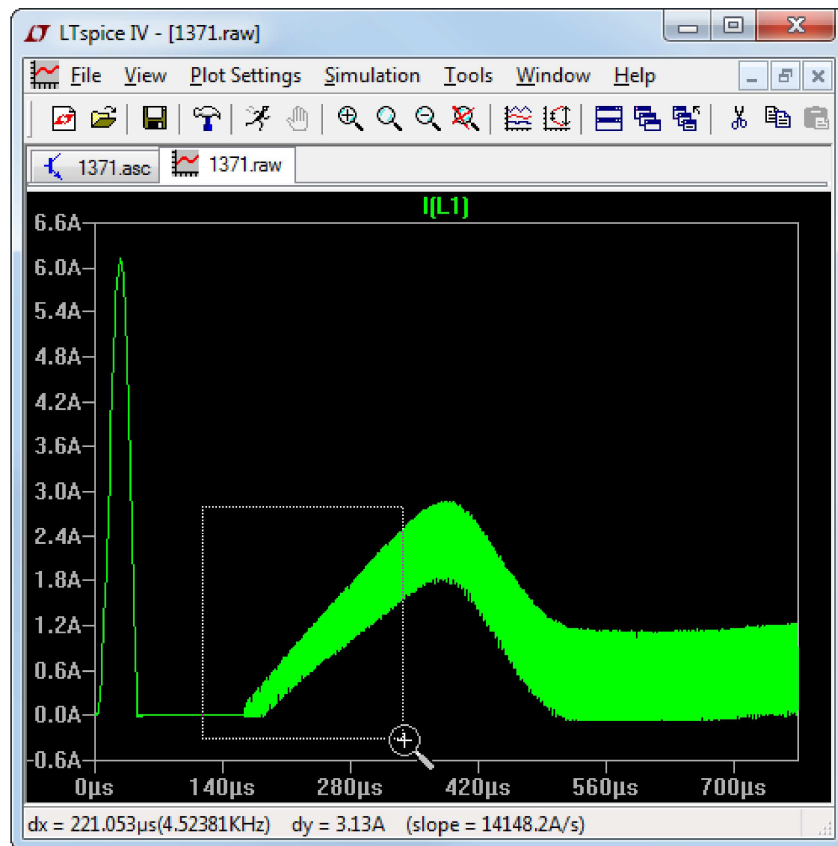 LTspice IV - [1371.raw]
File View Plot Settings Simulation Tools Window Help
1371.asc 1371.raw
I(L1)
6.6A
6.0A
5.4A
4.8A
4.2A
3.6A
3.0A
2.4A
1.8A
1.2A
0.6A
0.0A
-0.6A
0µs 140µs 280µs 420µs 560µs 700µs
dx = 221.053µs(4.52381KHz) dy = 3.13A (slope = 14148.2A/s)